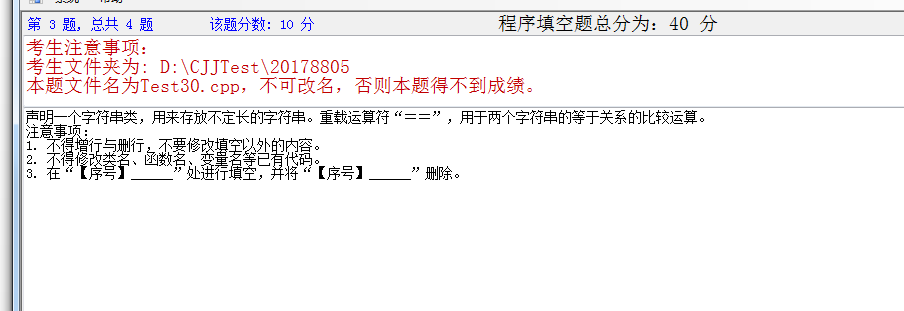 第 3 题，总共 4 题 该题分数：10 分 程序填空题总分为：40 分
考生注意事项：
考生文件夹为：D:\CJJTest\20178805
本题文件名为Test30.cpp，不可改名，否则本题得不到成绩。
声明一个字符串类，用来存放不定长的字符串。重载运算符“＝＝”，用于两个字符串的等于关系的比较运算。
注意事项：
1. 不得增行与删行，不要修改填空以外的内容。
2. 不得修改类名、函数名、变量名等已有代码。
3. 在“【序号】______”处进行填空，并将“【序号】______”删除。